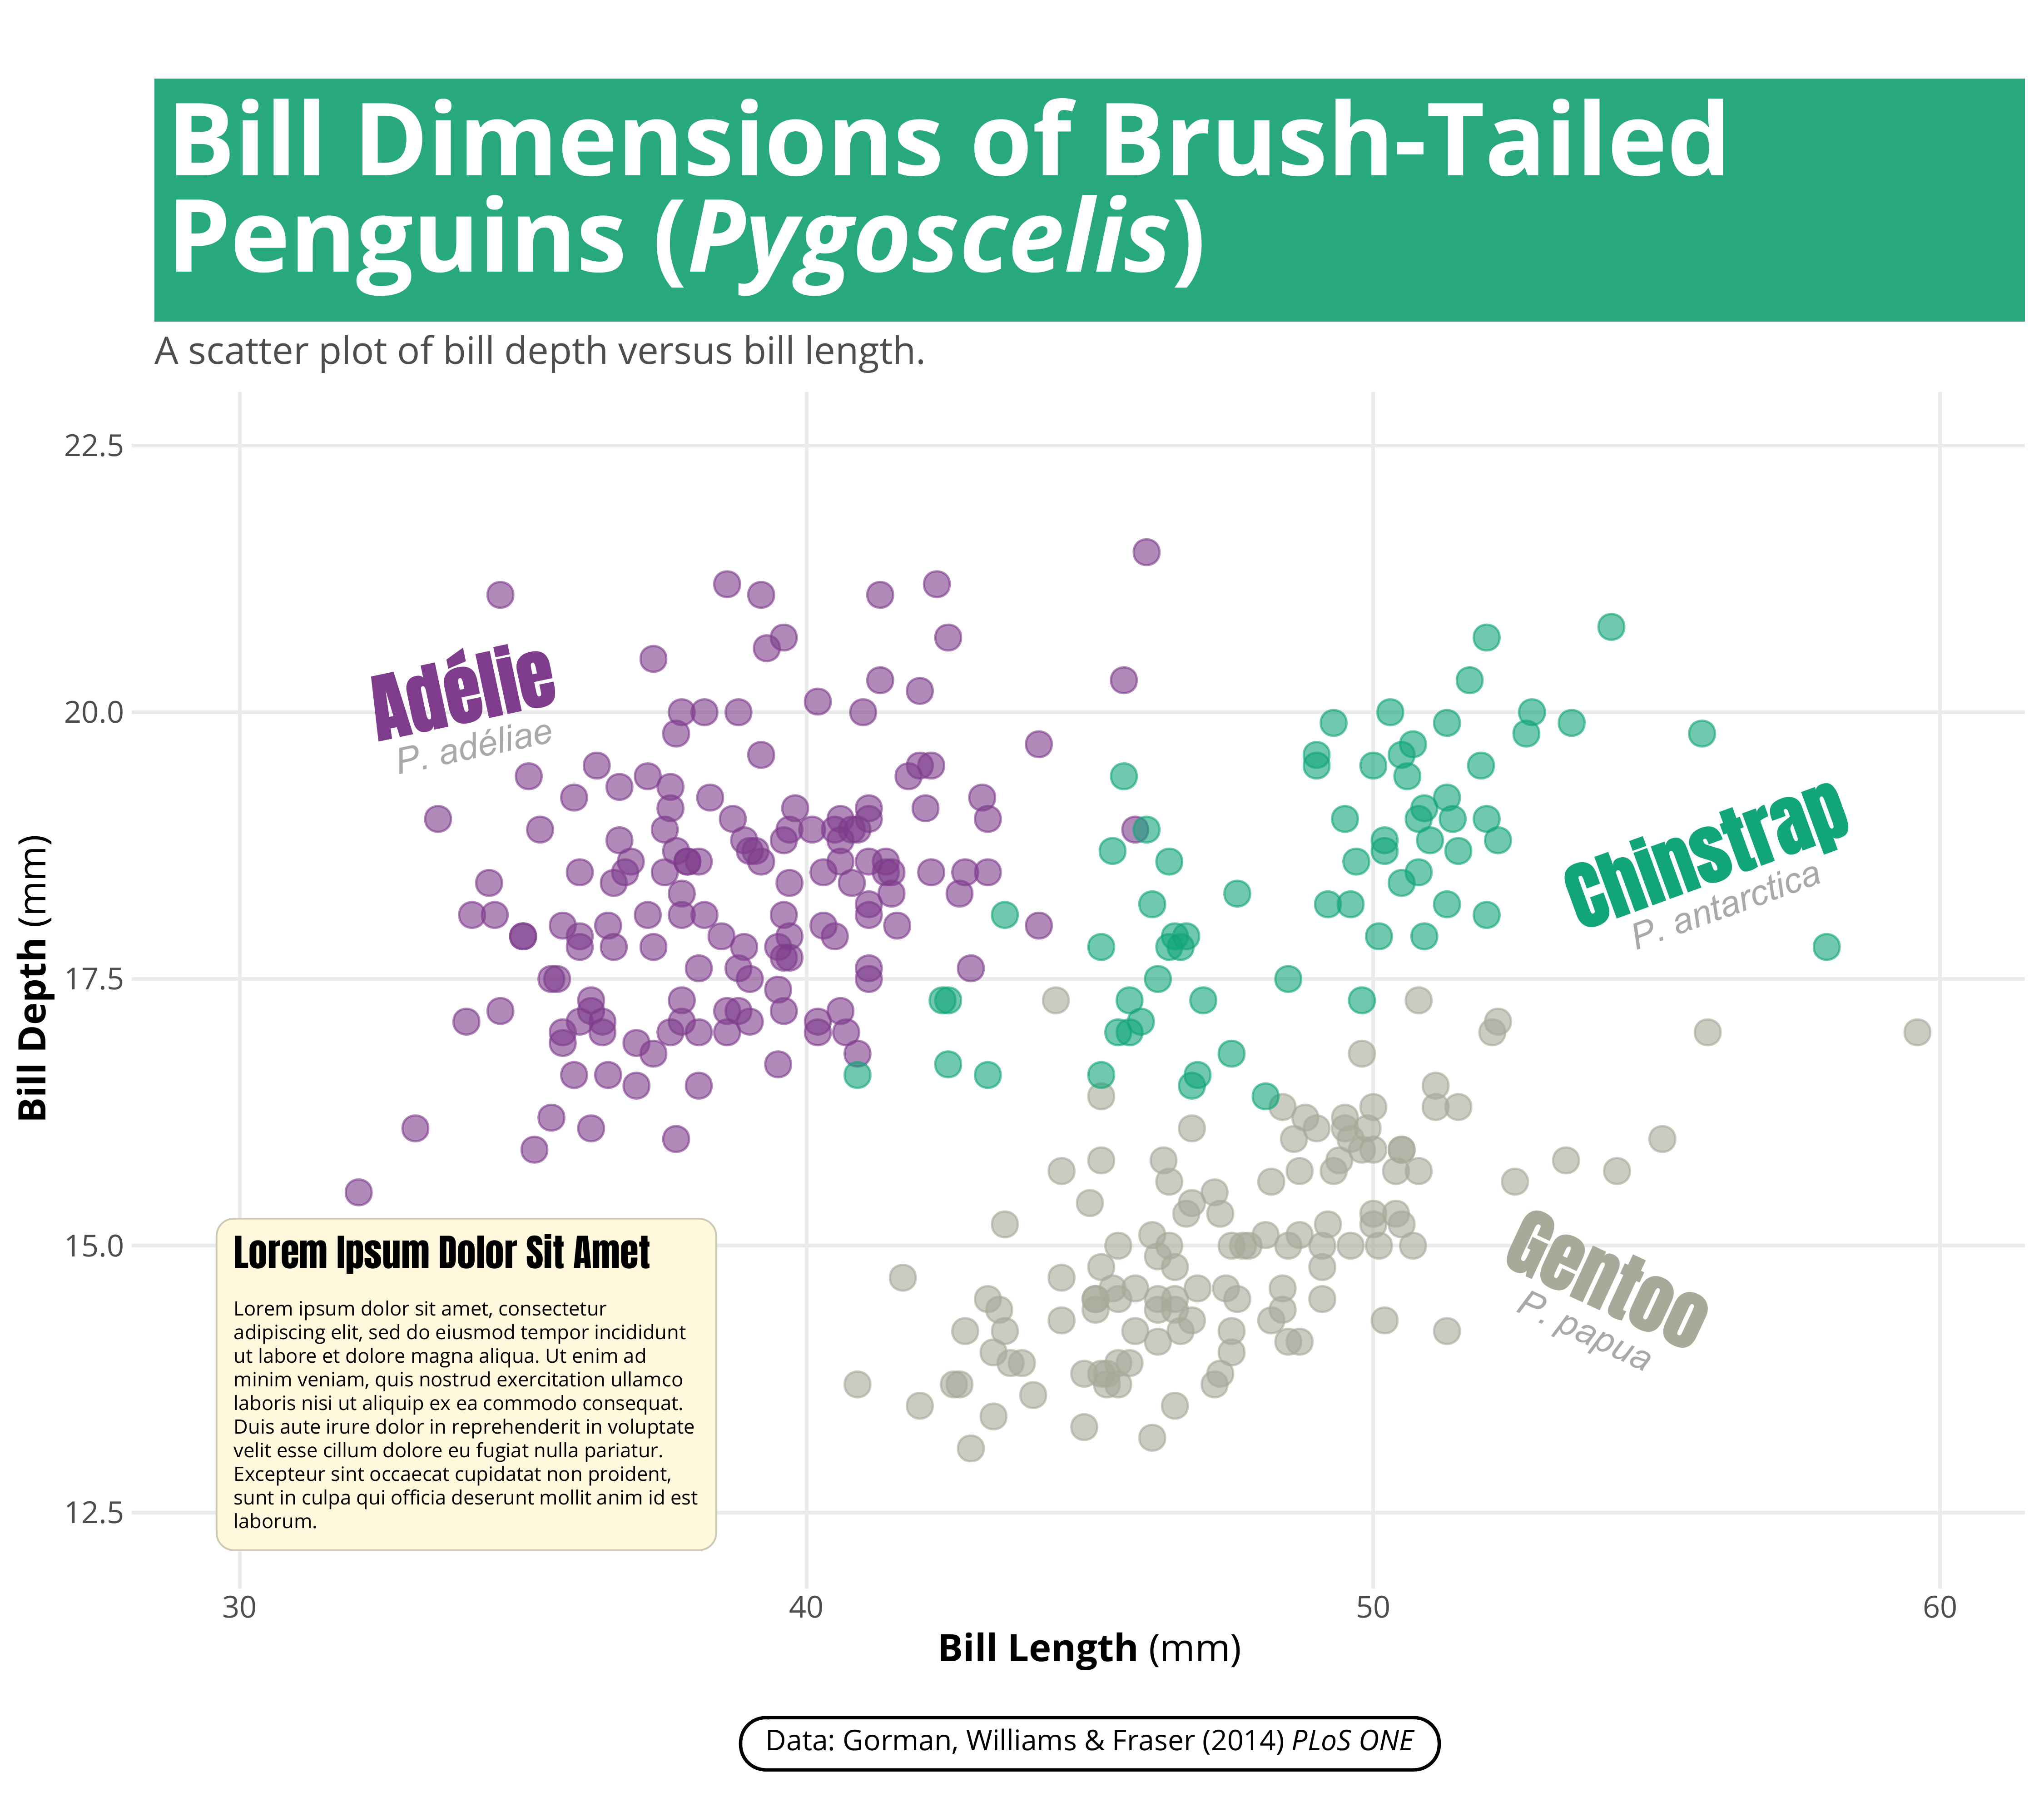 Bill Dimensions of Brush-Tailed
Penguins (Pygoscelis)
A scatter plot of bill depth versus bill length.
22.5
20.0
17.5
15.0
12.5
Bill Depth (mm)
Adélie
P. adéliae
Chinstrap
P. antarctica
Gentoo
P. papua
Lorem Ipsum Dolor Sit Amet
Lorem ipsum dolor sit amet, consectetur
adipiscing elit, sed do eiusmod tempor incididunt
ut labore et dolore magna aliqua. Ut enim ad
minim veniam, quis nostrud exercitation ullamco
laboris nisi ut aliquip ex ea commodo consequat.
Duis aute irure dolor in reprehenderit in voluptate
velit esse cillum dolore eu fugiat nulla pariatur.
Excepteur sint occaecat cupidatat non proident,
sunt in culpa qui officia deserunt mollit anim id est
laborum.
30
40
50
60
Bill Length (mm)
Data: Gorman, Williams & Fraser (2014) PLoS ONE